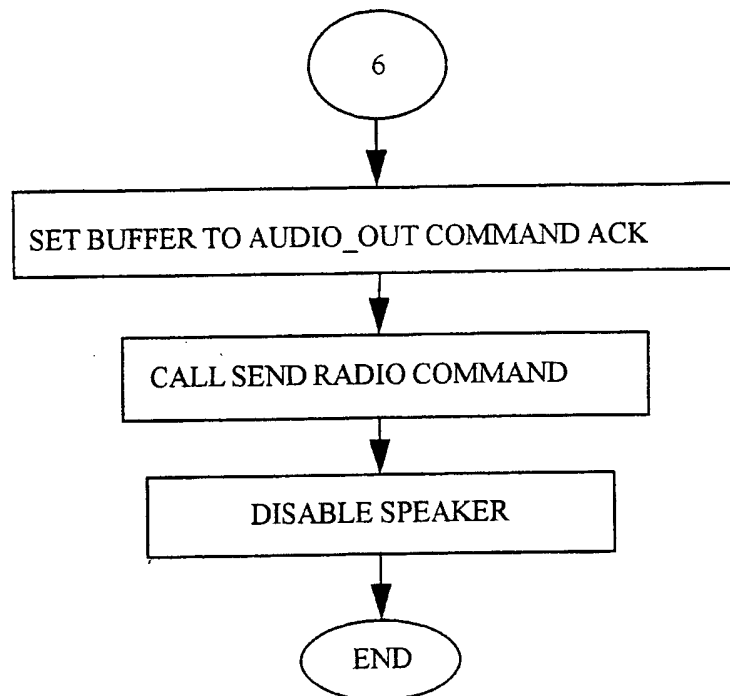 6
SET BUFFER TO AUDIO_OUT COMMAND ACK
CALL SEND RADIO COMMAND
DISABLE SPEAKER
END